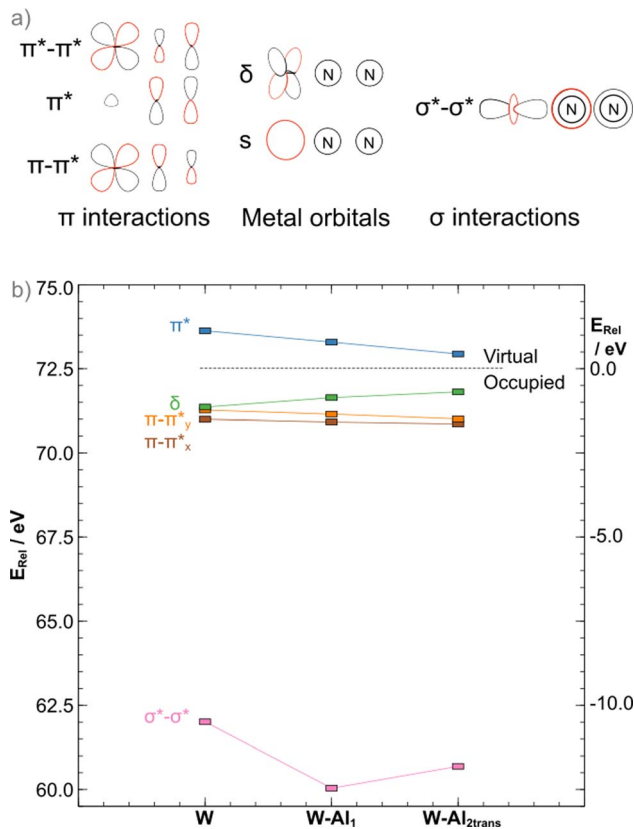 a)
π*-π*
π*
π-π*
π interactions
δ
N N
s
N N
Metal orbitals
σ*-σ*
N N
σ interactions
b)
75.0
72.5
70.0
67.5
65.0
62.5
60.0
E_Rel / eV
π*
δ
π-π*_y
π-π*_x
σ*-σ*
Virtual
Occupied
E_Rel
/ eV
0.0
-5.0
-10.0
W
W-Al₁
W-Al_2trans